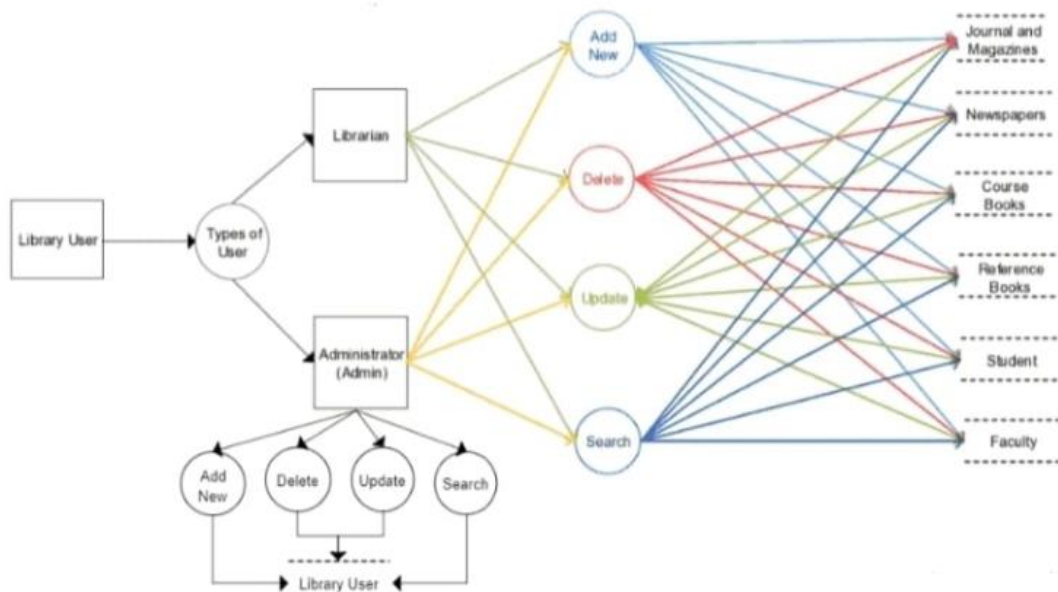 Add
New
Journal and
Magazines
Librarian
Newspapers
Delete
Course
Books
Library User
Types of
User
Reference
Books
Update
Administrator
(Admin)
Student
Search
Faculty
Add
New
Delete
Update
Search
Library User